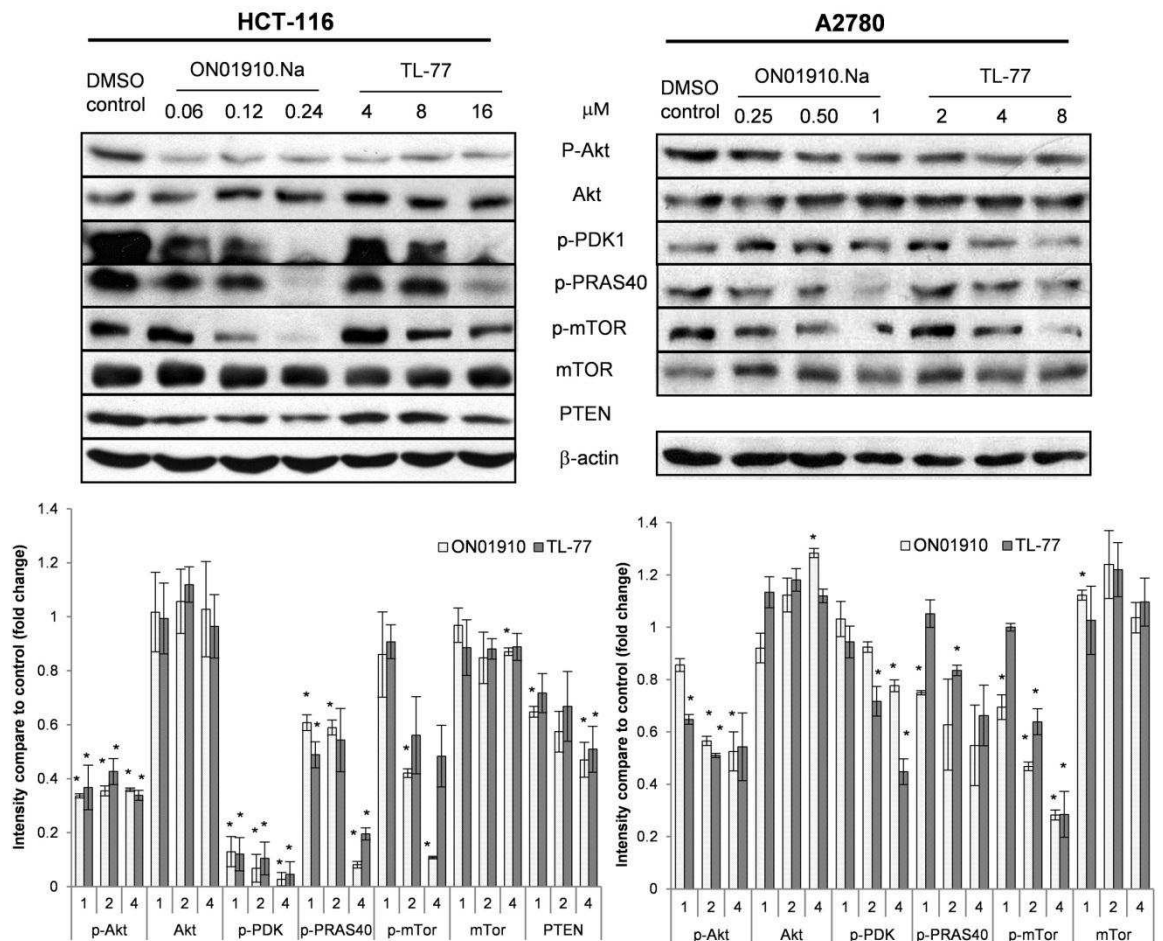 HCT-116
A2780
DMSO control
ON01910.Na
TL-77
0.06 0.12 0.24 4 8 16
μM
DMSO control
ON01910.Na
TL-77
0.25 0.50 1 2 4 8
P-Akt
Akt
p-PDK1
p-PRAS40
p-mTOR
mTOR
PTEN
β-actin
Intensity compare to control (fold change)
1.4
1.2
1
0.8
0.6
0.4
0.2
0
ON01910 TL-77
* * * * * * * * * * * * * * * * * * * * * * *
1 2 4 1 2 4 1 2 4 1 2 4 1 2 4 1 2 4 1 2 4
p-Akt Akt p-PDK p-PRAS40 p-mTor mTor PTEN
Intensity compare to control (fold change)
1.4
1.2
1
0.8
0.6
0.4
0.2
0
ON01910 TL-77
* * * * * * * * * * * * * * * * * *
1 2 4 1 2 4 1 2 4 1 2 4 1 2 4 1 2 4
p-Akt Akt p-PDK p-PRAS40 p-mTor mTor